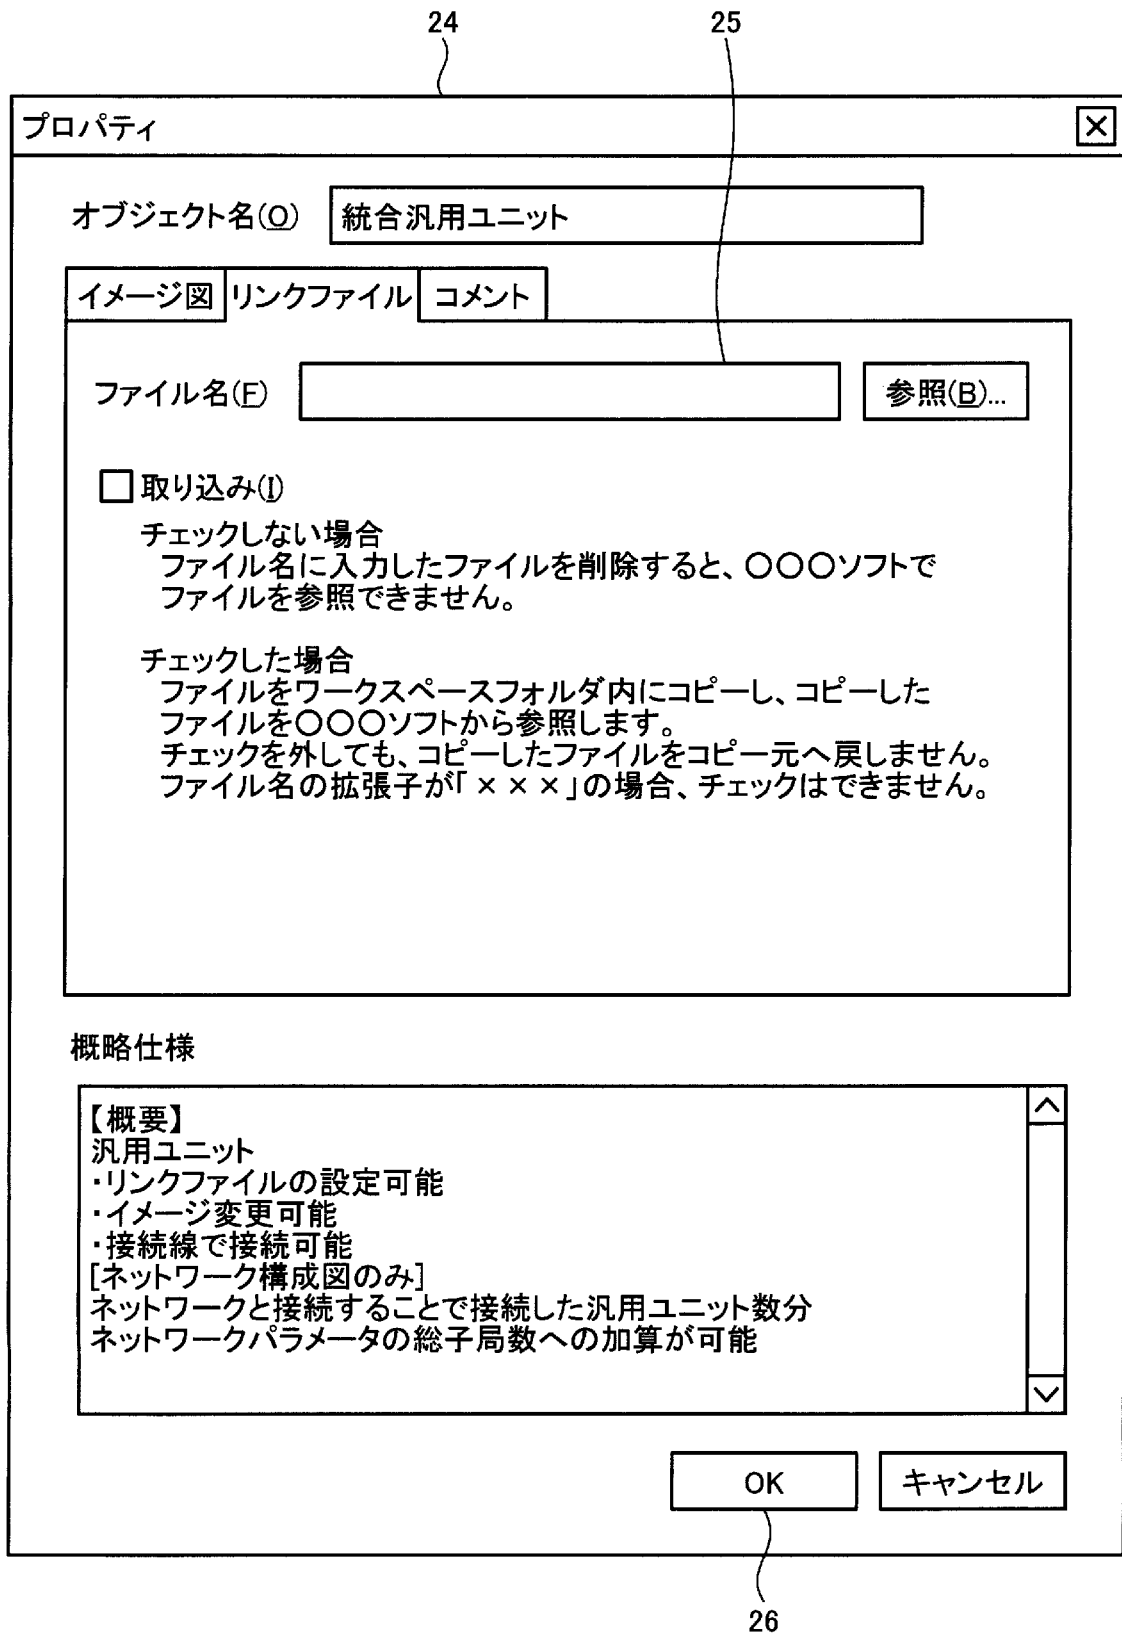 24
25
プロパティ
オブジェクト名(O)
統合汎用ユニット
イメージ図
リンクファイル
コメント
ファイル名(F)
参照(B)...
取り込み(I)
チェックしない場合
ファイル名に入力したファイルを削除すると、〇〇〇ソフトで
ファイルを参照できません。
チェックした場合
ファイルをワークスペースフォルダ内にコピーし、コピーした
ファイルを〇〇〇ソフトから参照します。
チェックを外しても、コピーしたファイルをコピー元へ戻しません。
ファイル名の拡張子が「×××」の場合、チェックはできません。
概略仕様
【概要】
汎用ユニット
・リンクファイルの設定可能
・イメージ変更可能
・接続線で接続可能
[ネットワーク構成図のみ]
ネットワークと接続することで接続した汎用ユニット数分
ネットワークパラメータの総子局数への加算が可能
OK
キャンセル
26